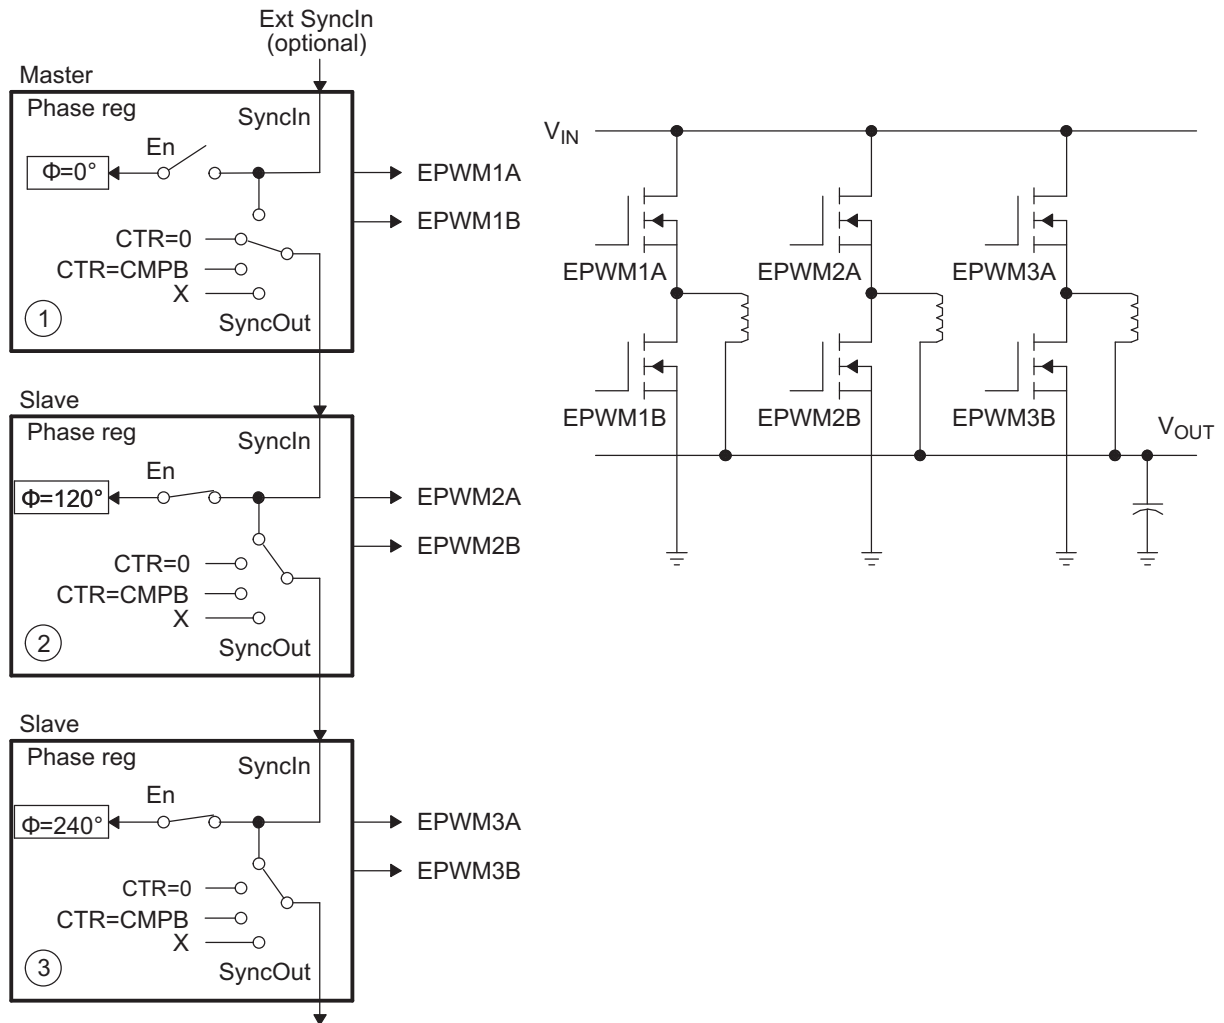 Ext SyncIn
(optional)
Master
Phase reg
SyncIn
En
Φ=0°
EPWM1A
EPWM1B
CTR=0
CTR=CMPB
X
1
SyncOut
Slave
Phase reg
SyncIn
En
Φ=120°
EPWM2A
EPWM2B
CTR=0
CTR=CMPB
X
2
SyncOut
Slave
Phase reg
SyncIn
En
Φ=240°
EPWM3A
EPWM3B
CTR=0
CTR=CMPB
X
3
SyncOut
VIN
EPWM1A
EPWM2A
EPWM3A
EPWM1B
EPWM2B
EPWM3B
VOUT